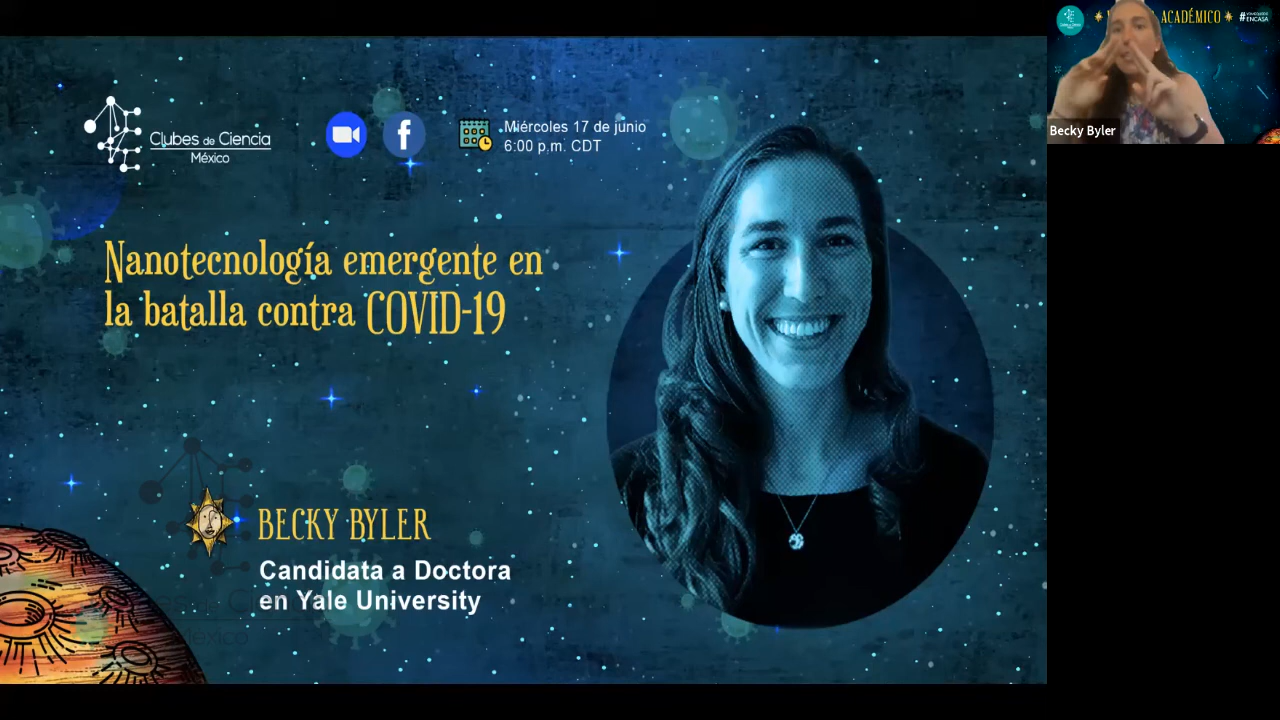 Clubes de Ciencia
México
Miércoles 17 de junio
6:00 p.m. CDT
Nanotecnología emergente en
la batalla contra COVID-19
BECKY BYLER
Candidata a Doctora
en Yale University
ACADÉMICO
ENCASA
Becky Byler